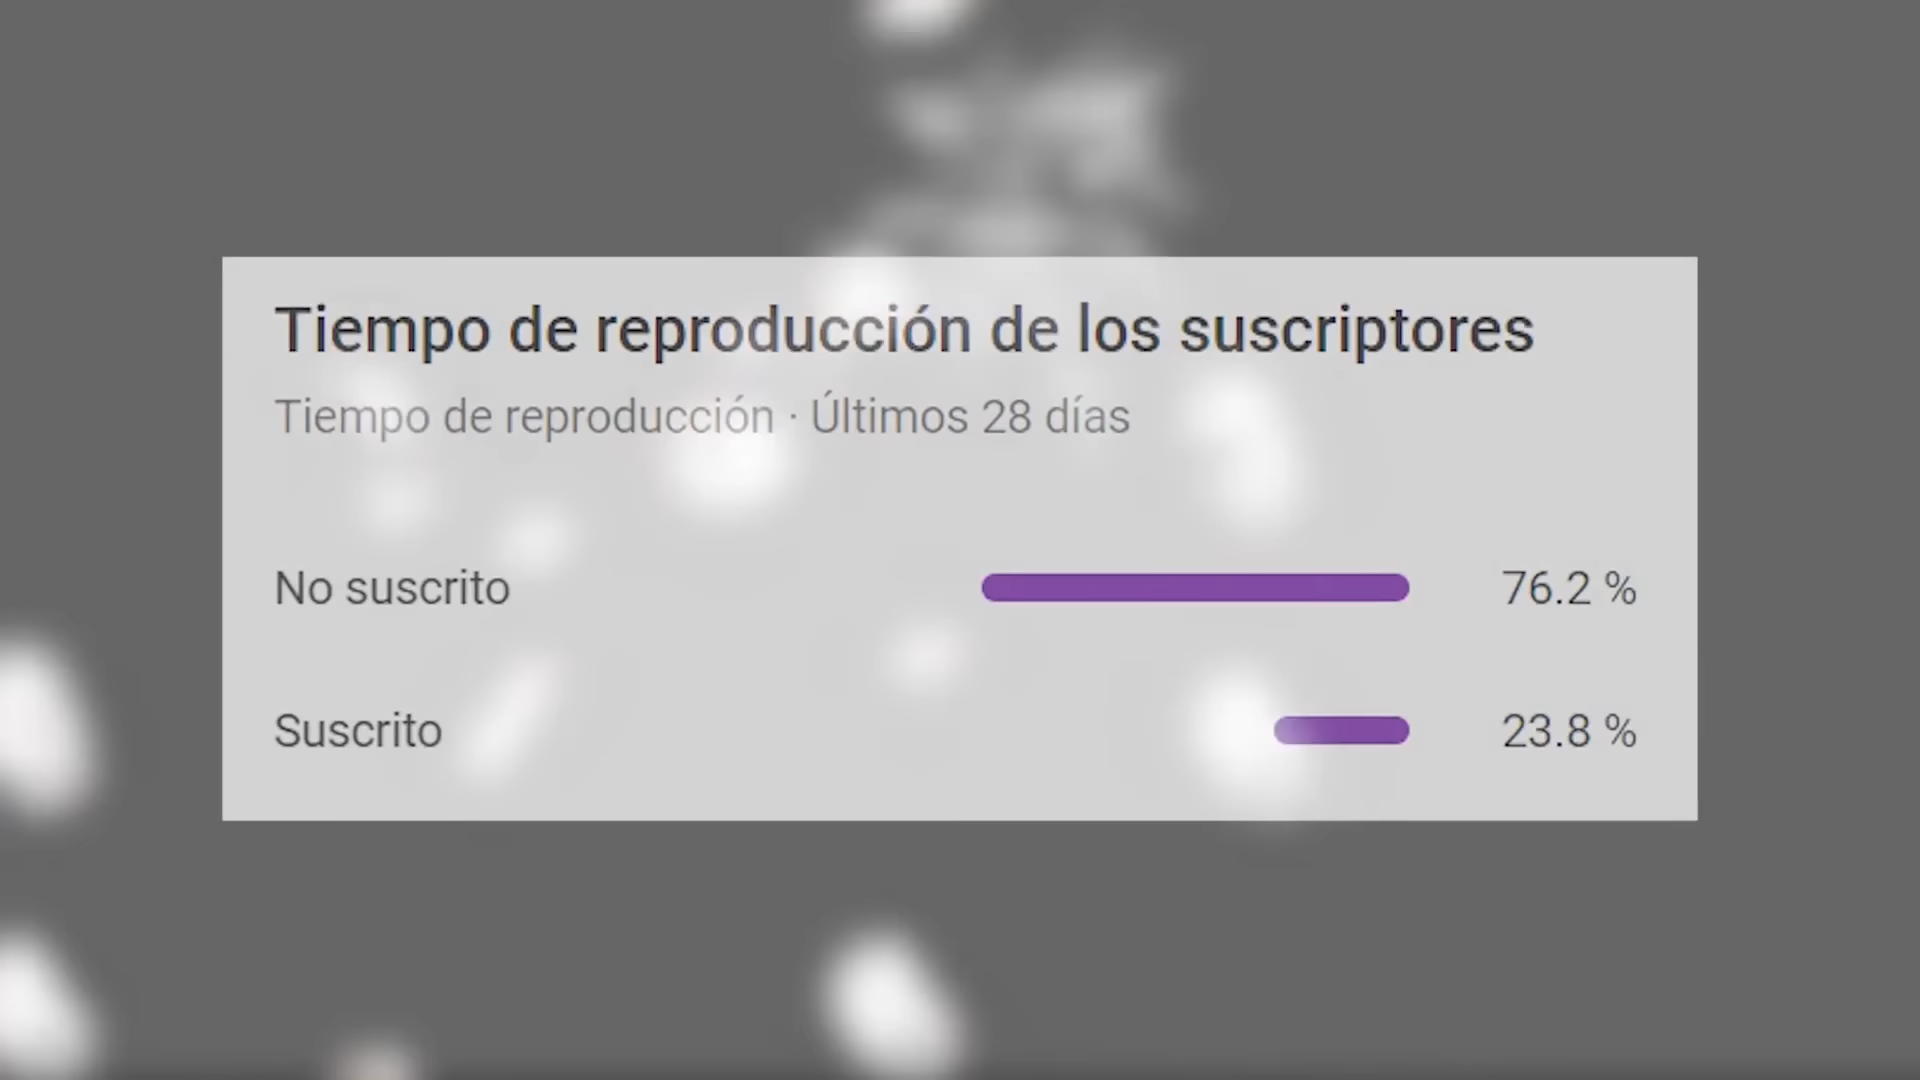 Tiempo de reproducción de los suscriptores
Tiempo de reproducción · Últimos 28 días
No suscrito 76.2 %
Suscrito 23.8 %